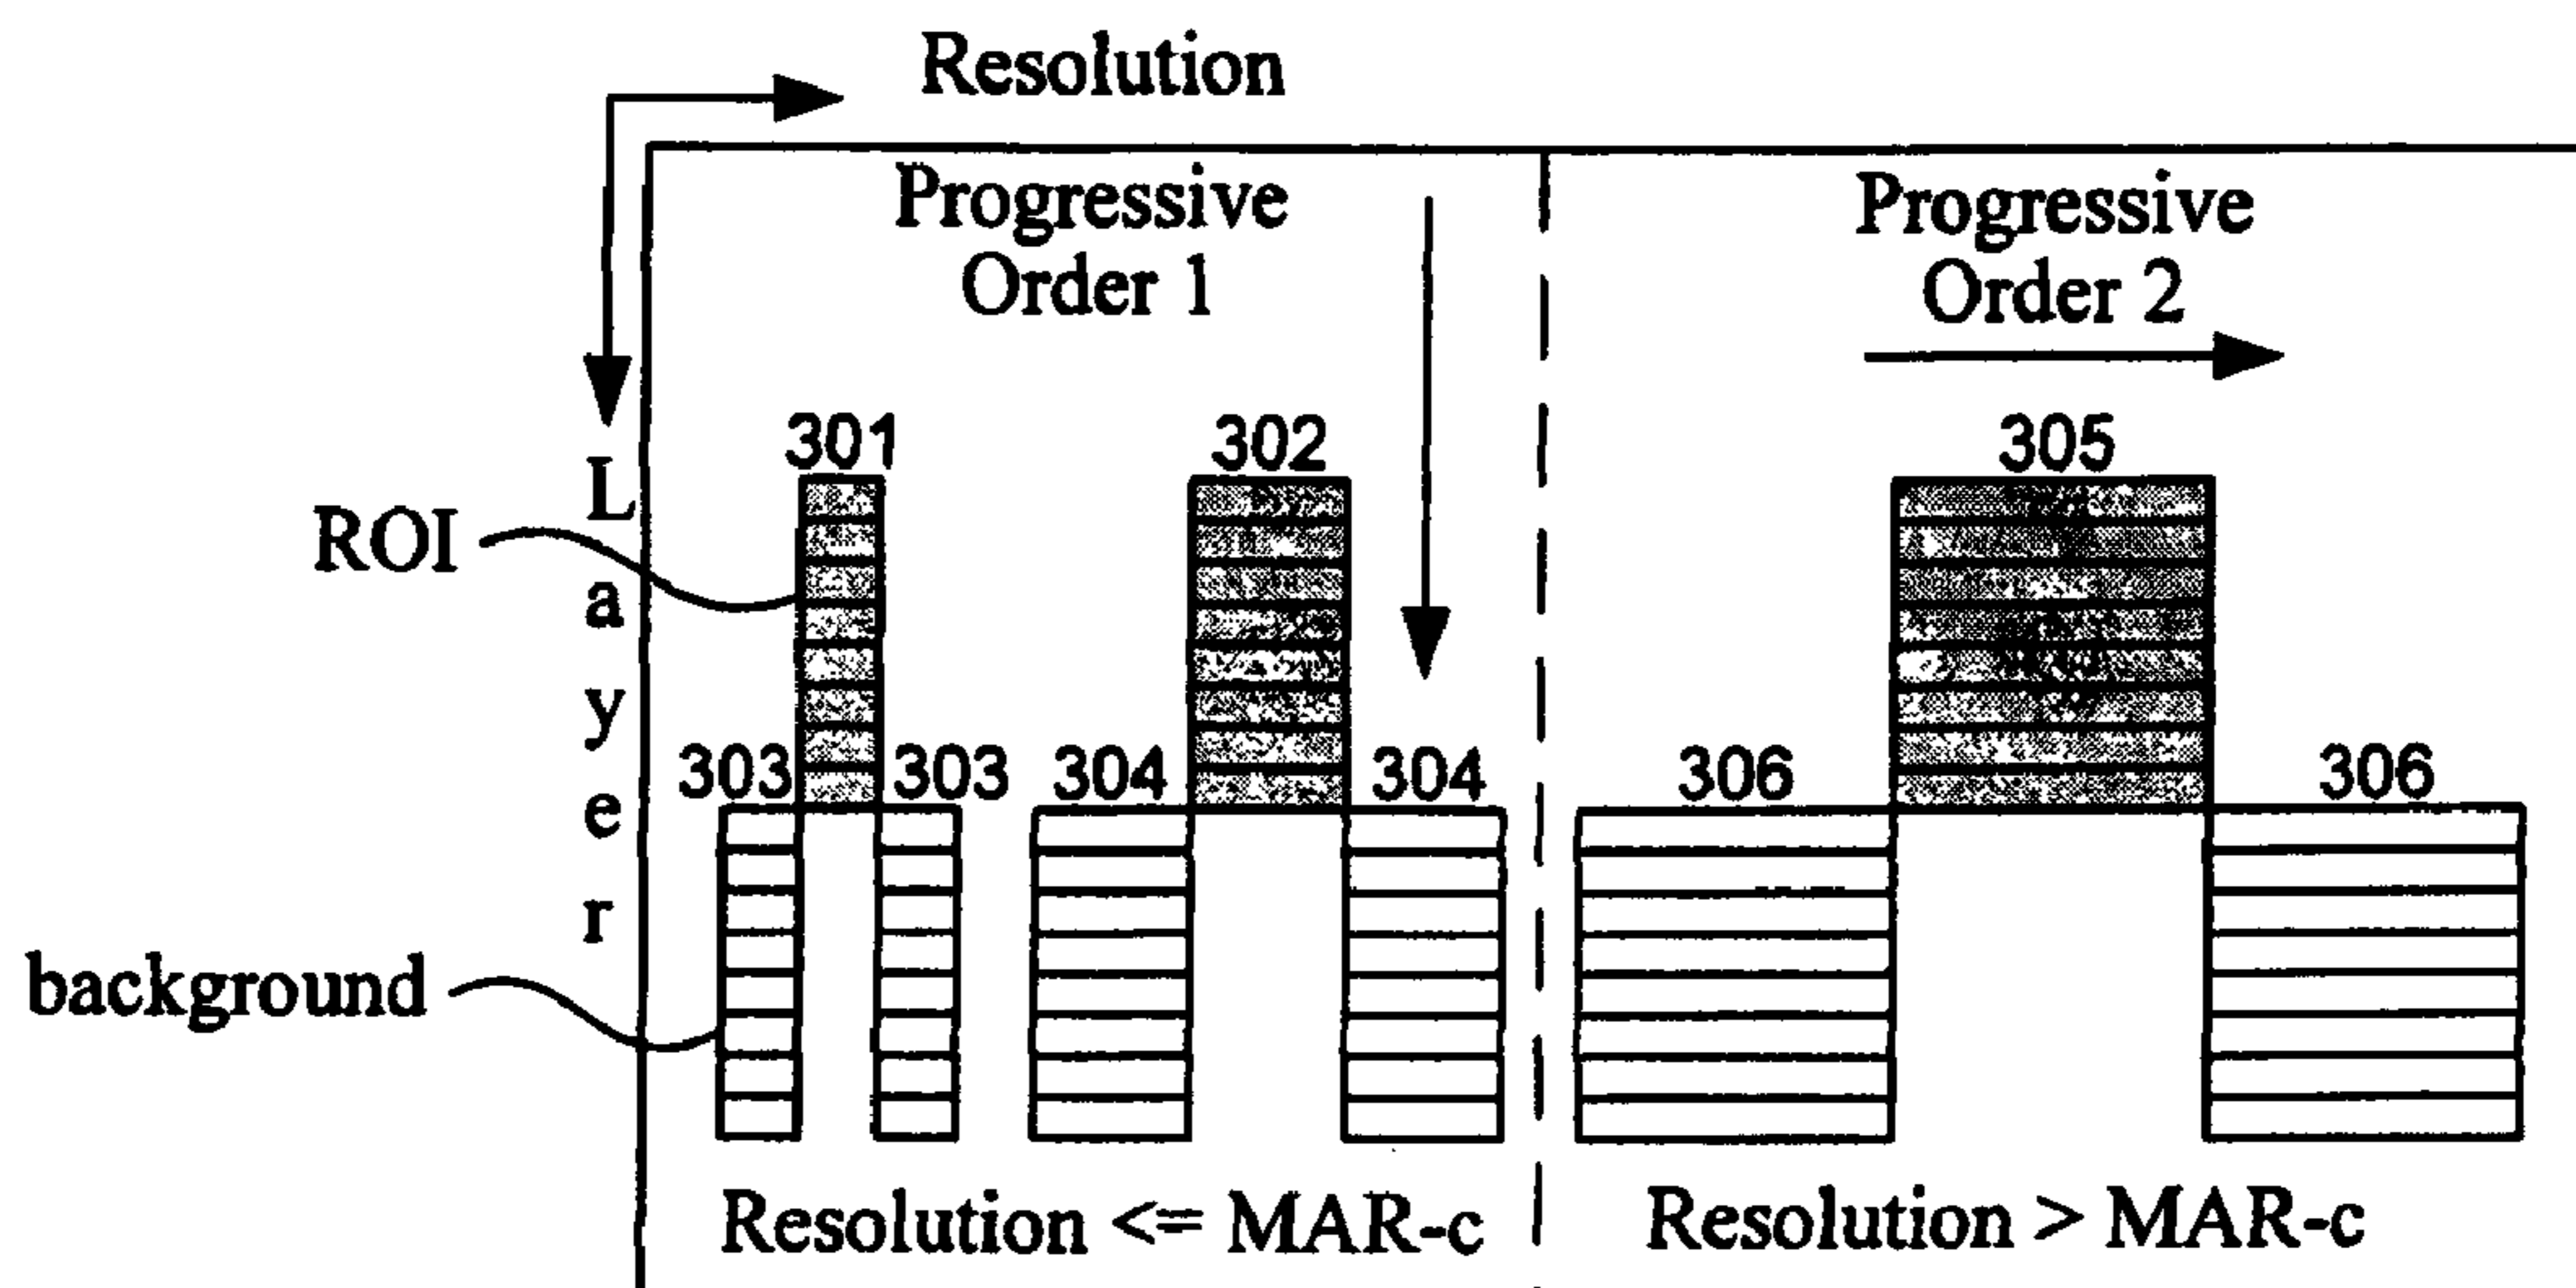 Resolution
Progressive
Order 1
Progressive
Order 2
301
302
305
Layer
ROI
303
303
304
304
306
306
background
Resolution <= MAR-c
Resolution > MAR-c